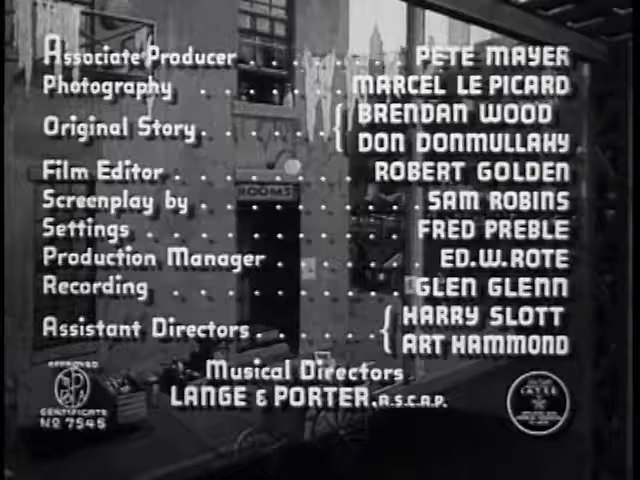 Associate Producer . . . . . . . PETE MAYER
Photography . . . . . . MARCEL LE PICARD
Original Story . . . . . . { BRENDAN WOOD
DON DONMULLAHY
Film Editor . . . . . . . ROBERT GOLDEN
Screenplay by . . . . . . . . . SAM ROBINS
Settings . . . . . . . . . . FRED PREBLE
Production Manager . . . . . . ED.W.ROTE
Recording . . . . . . . . . GLEN GLENN
Assistant Directors . . . . . { HARRY SLOTT
ART HAMMOND
Musical Directors
LANGE & PORTER, A.S.C.A.P.
APPROVED
CERTIFICATE
No 7545
I.A.T.S.E.
ROOMS